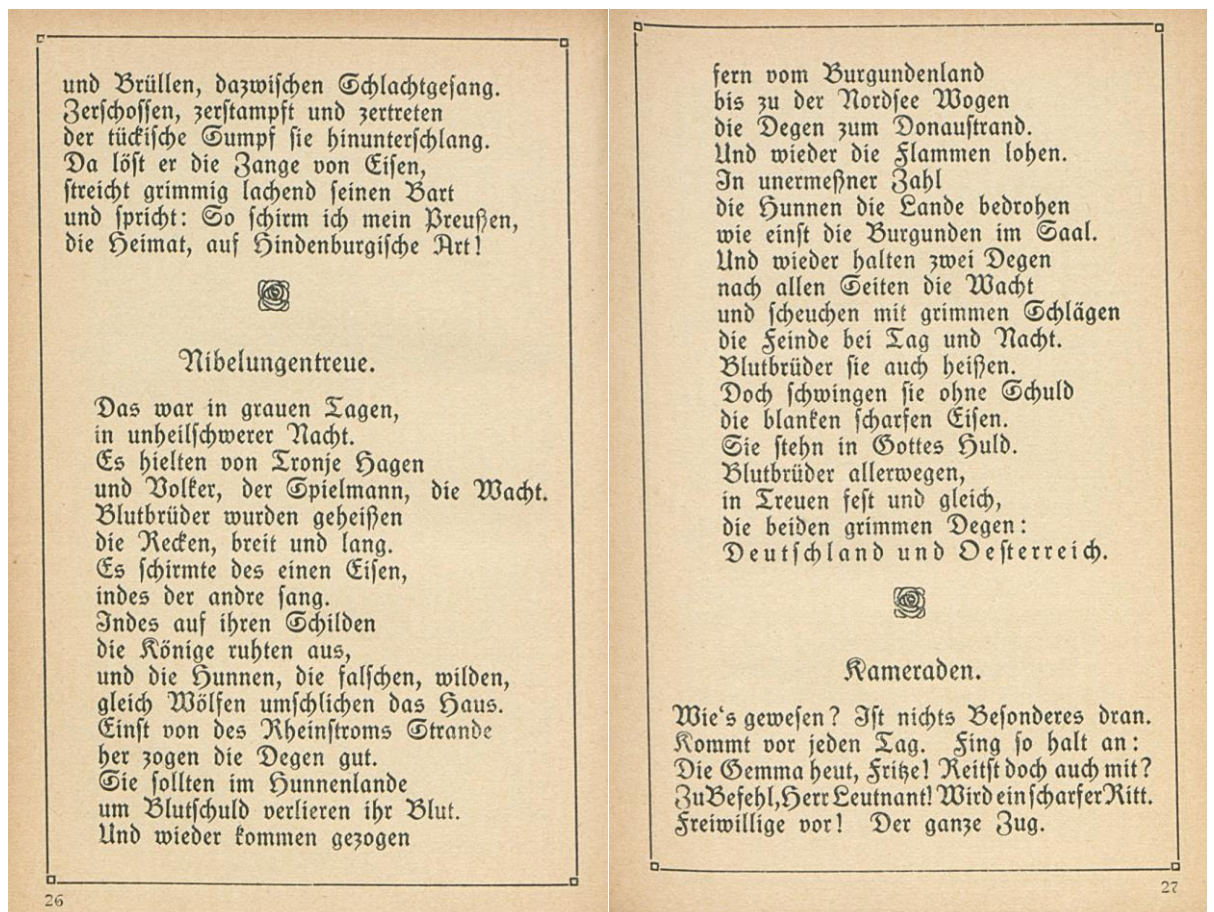 und Brüllen, dazwischen Schlachtgesang.
Zerschossen, zerstampft und zertreten
der tückische Sumpf sie hinunterschlang.
Da löst er die Zange von Eisen,
streicht grimmig lachend seinen Bart
und spricht: So schirm ich mein Preußen,
die Heimat, auf Hindenburgische Art!
Nibelungentreue.
Das war in grauen Tagen,
in unheilschwerer Nacht.
Es hielten von Tronje Hagen
und Volker, der Spielmann, die Wacht.
Blutbrüder wurden geheißen
die Recken, breit und lang.
Es schirmte des einen Eisen,
indes der andre sang.
Indes auf ihren Schilden
die Könige ruhten aus,
und die Hunnen, die falschen, wilden,
gleich Wölfen umschlichen das Haus.
Einst von des Rheinstroms Strande
her zogen die Degen gut.
Sie sollten im Hunnenlande
um Blutschuld verlieren ihr Blut.
Und wieder kommen gezogen
26
fern vom Burgundenland
bis zu der Nordsee Wogen
die Degen zum Donaustrand.
Und wieder die Flammen lohen.
In unermeßner Zahl
die Hunnen die Lande bedrohen
wie einst die Burgunden im Saal.
Und wieder halten zwei Degen
nach allen Seiten die Wacht
und scheuchen mit grimmen Schlägen
die Feinde bei Tag und Nacht.
Blutbrüder sie auch heißen.
Doch schwingen sie ohne Schuld
die blanken scharfen Eisen.
Sie stehn in Gottes Huld.
Blutbrüder allerwegen,
in Treuen fest und gleich,
die beiden grimmen Degen:
Deutschland und Oesterreich.
Kameraden.
Wie's gewesen? Ist nichts Besonderes dran.
Kommt vor jeden Tag. Fing so halt an:
Die Gemma heut, Fritze! Reitst doch auch mit?
Zu Befehl, Herr Leutnant! Wird ein scharfer Ritt.
Freiwillige vor! Der ganze Zug.
27